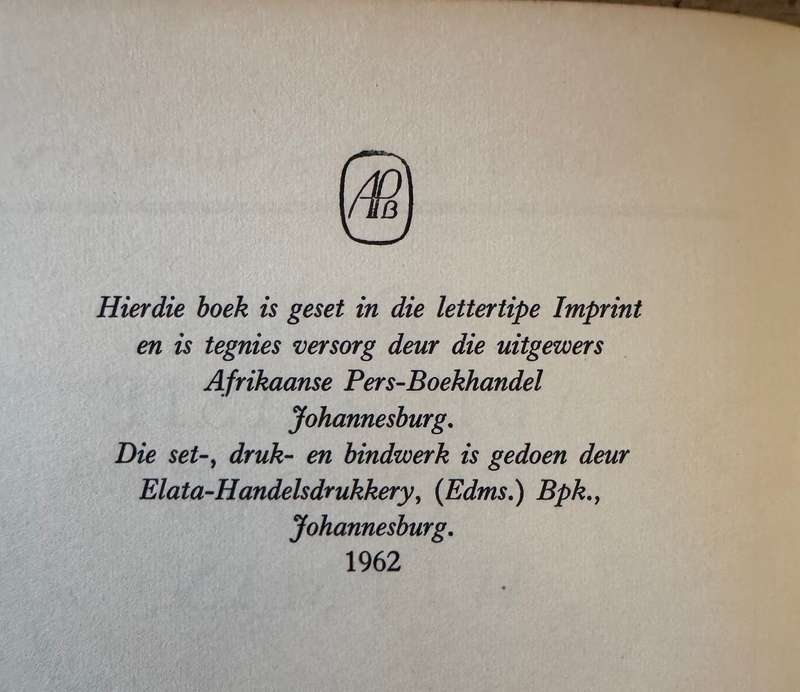 APB
Hierdie boek is geset in die lettertipe Imprint
en is tegnies versorg deur die uitgewers
Afrikaanse Pers-Boekhandel
Johannesburg.
Die set-, druk- en bindwerk is gedoen deur
Elata-Handelsdrukkery, (Edms.) Bpk.,
Johannesburg.
1962